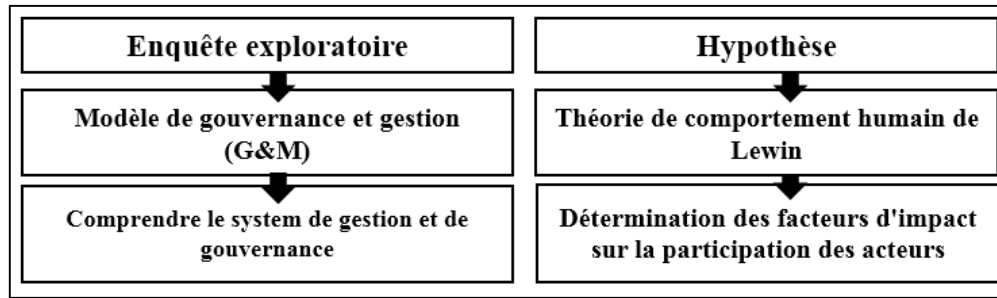 Enquête exploratoire
Modèle de gouvernance et gestion
(G&M)
Comprendre le system de gestion et de
gouvernance
Hypothèse
Théorie de comportement humain de
Lewin
Détermination des facteurs d'impact
sur la participation des acteurs